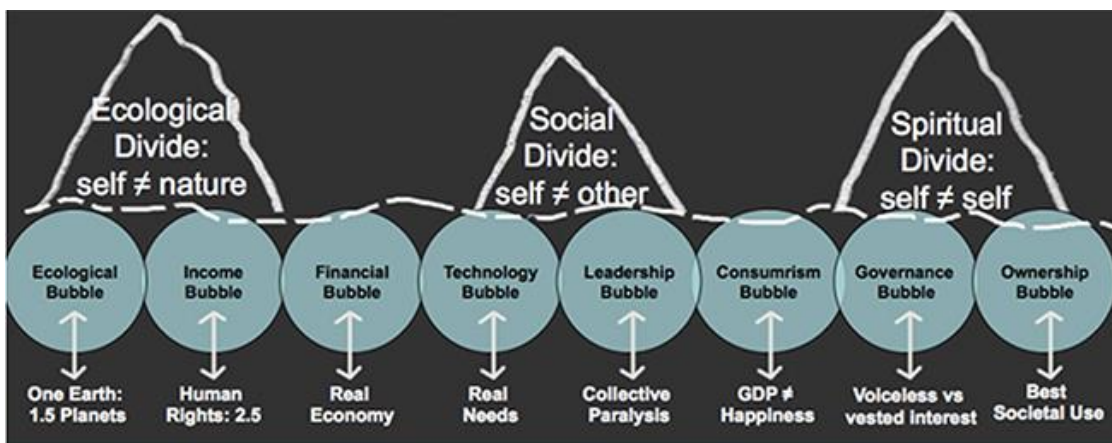 Ecological
Divide:
self ≠ nature
Social
Divide:
self ≠ other
Spiritual
Divide:
self ≠ self
Ecological
Bubble
Income
Bubble
Financial
Bubble
Technology
Bubble
Leadership
Bubble
Consumrism
Bubble
Governance
Bubble
Ownership
Bubble
One Earth:
1.5 Planets
Human
Rights: 2.5
Real
Economy
Real
Needs
Collective
Paralysis
GDP ≠
Happiness
Voiceless vs
vested Interest
Best
Societal Use